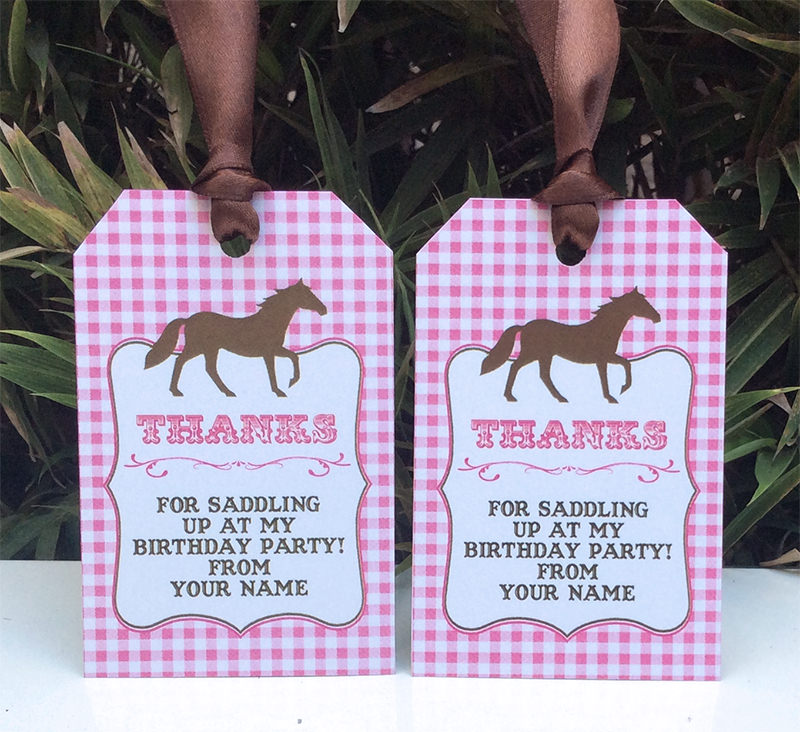 THANKS
FOR SADDLING
UP AT MY
BIRTHDAY PARTY!
FROM
YOUR NAME
THANKS
FOR SADDLING
UP AT MY
BIRTHDAY PARTY!
FROM
YOUR NAME